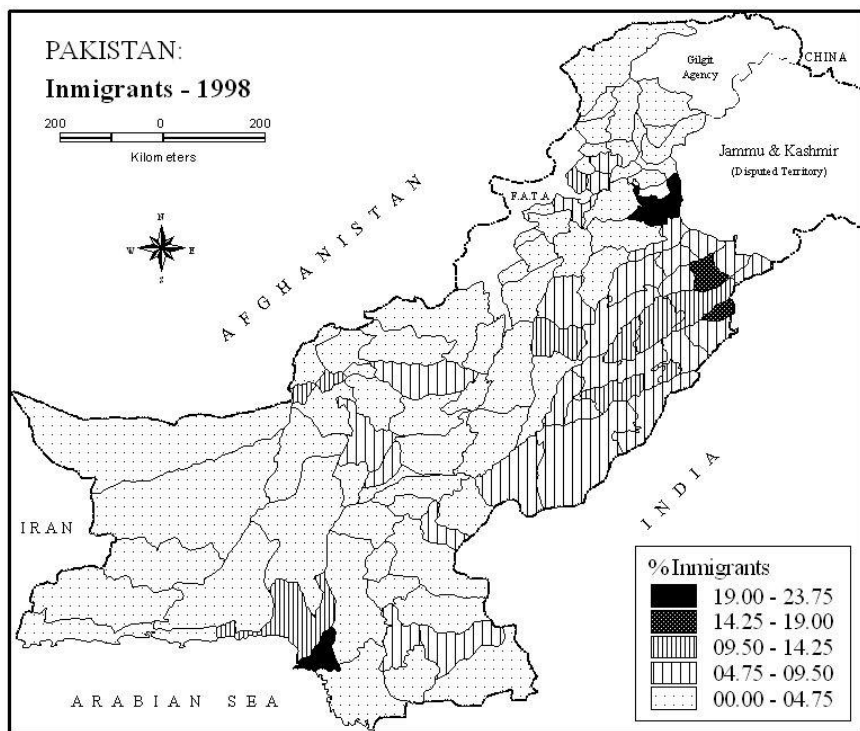 PAKISTAN:
Inmigrants - 1998
200 0 200
Kilometers
N
W E
S
Gilgit
Agency
CHINA
Jammu & Kashmir
(Disputed Territory)
F.A.T.A.
AFGHANISTAN
IRAN
INDIA
ARABIAN SEA
% Inmigrants
19.00 - 23.75
14.25 - 19.00
09.50 - 14.25
04.75 - 09.50
00.00 - 04.75